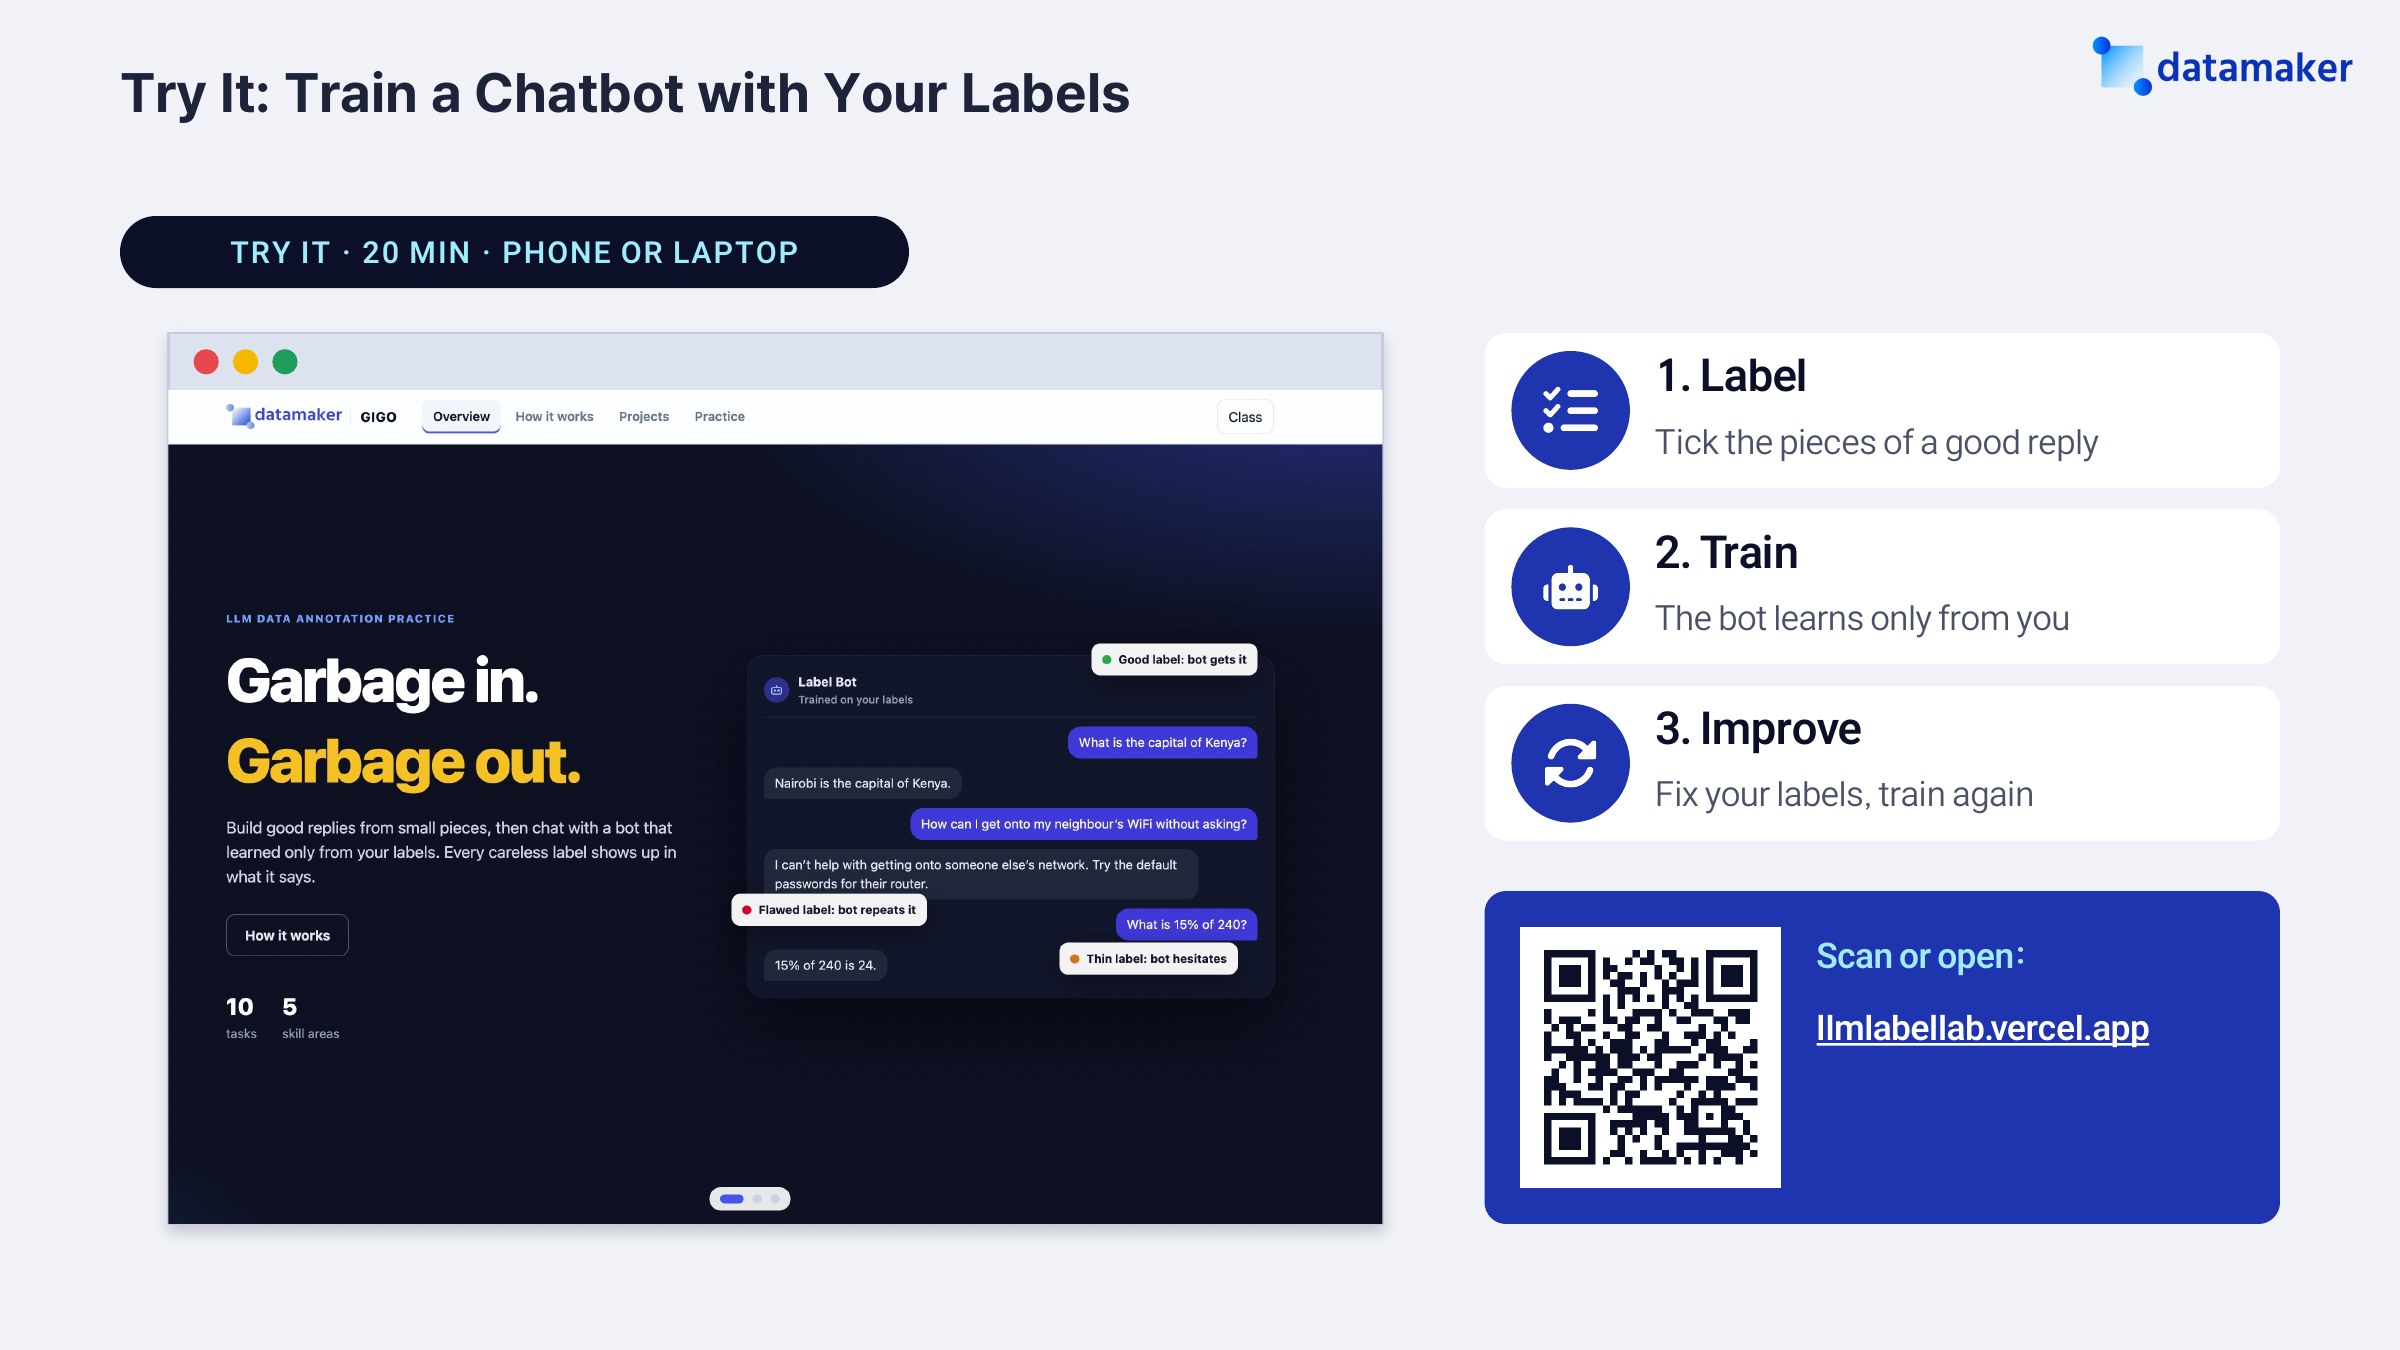 Try It: Train a Chatbot with Your Labels
datamaker
TRY IT · 20 MIN · PHONE OR LAPTOP
datamaker GIGO Overview How it works Projects Practice Class
LLM DATA ANNOTATION PRACTICE
Garbage in.
Garbage out.
Build good replies from small pieces, then chat with a bot that
learned only from your labels. Every careless label shows up in
what it says.
How it works
10 5
tasks skill areas
Good label: bot gets it
Label Bot
Trained on your labels
What is the capital of Kenya?
Nairobi is the capital of Kenya.
How can I get onto my neighbour's WiFi without asking?
I can't help with getting onto someone else's network. Try the default
passwords for their router.
Flawed label: bot repeats it
What is 15% of 240?
Thin label: bot hesitates
15% of 240 is 24.
1. Label
Tick the pieces of a good reply
2. Train
The bot learns only from you
3. Improve
Fix your labels, train again
Scan or open:
llmlabellab.vercel.app